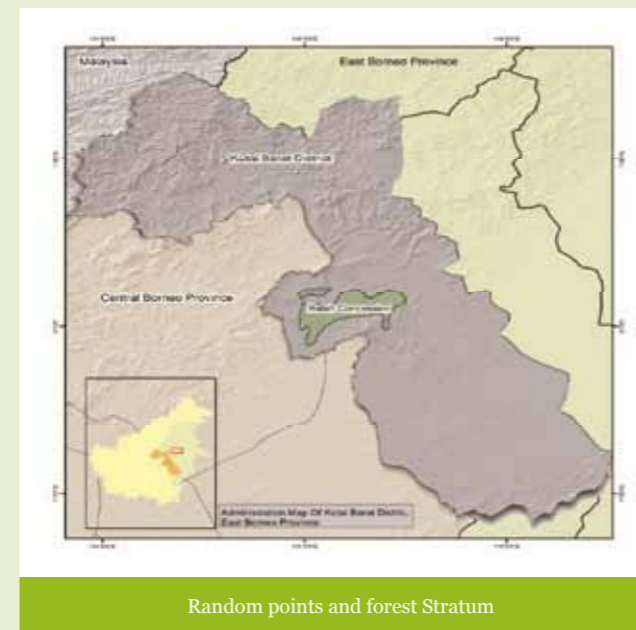 Malaysia
East Borneo Province
Kutai Barat District
Central Borneo Province
Ratah Concession
Administration Map Of Kutai Barat District,
East Borneo Province
Random points and forest Stratum